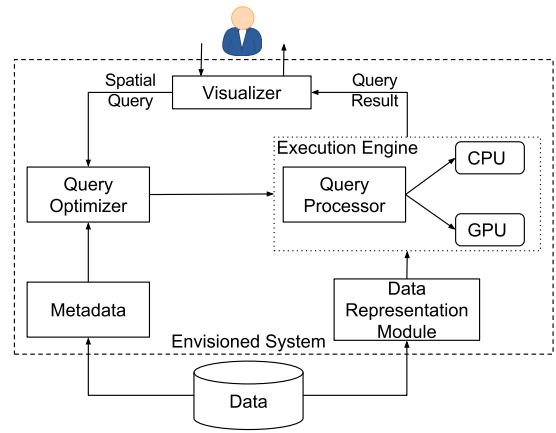 Visualizer
Spatial
Query
Query
Result
Execution Engine
CPU
Query
Optimizer
Query
Processor
GPU
Metadata
Data
Representation
Module
Envisioned System
Data